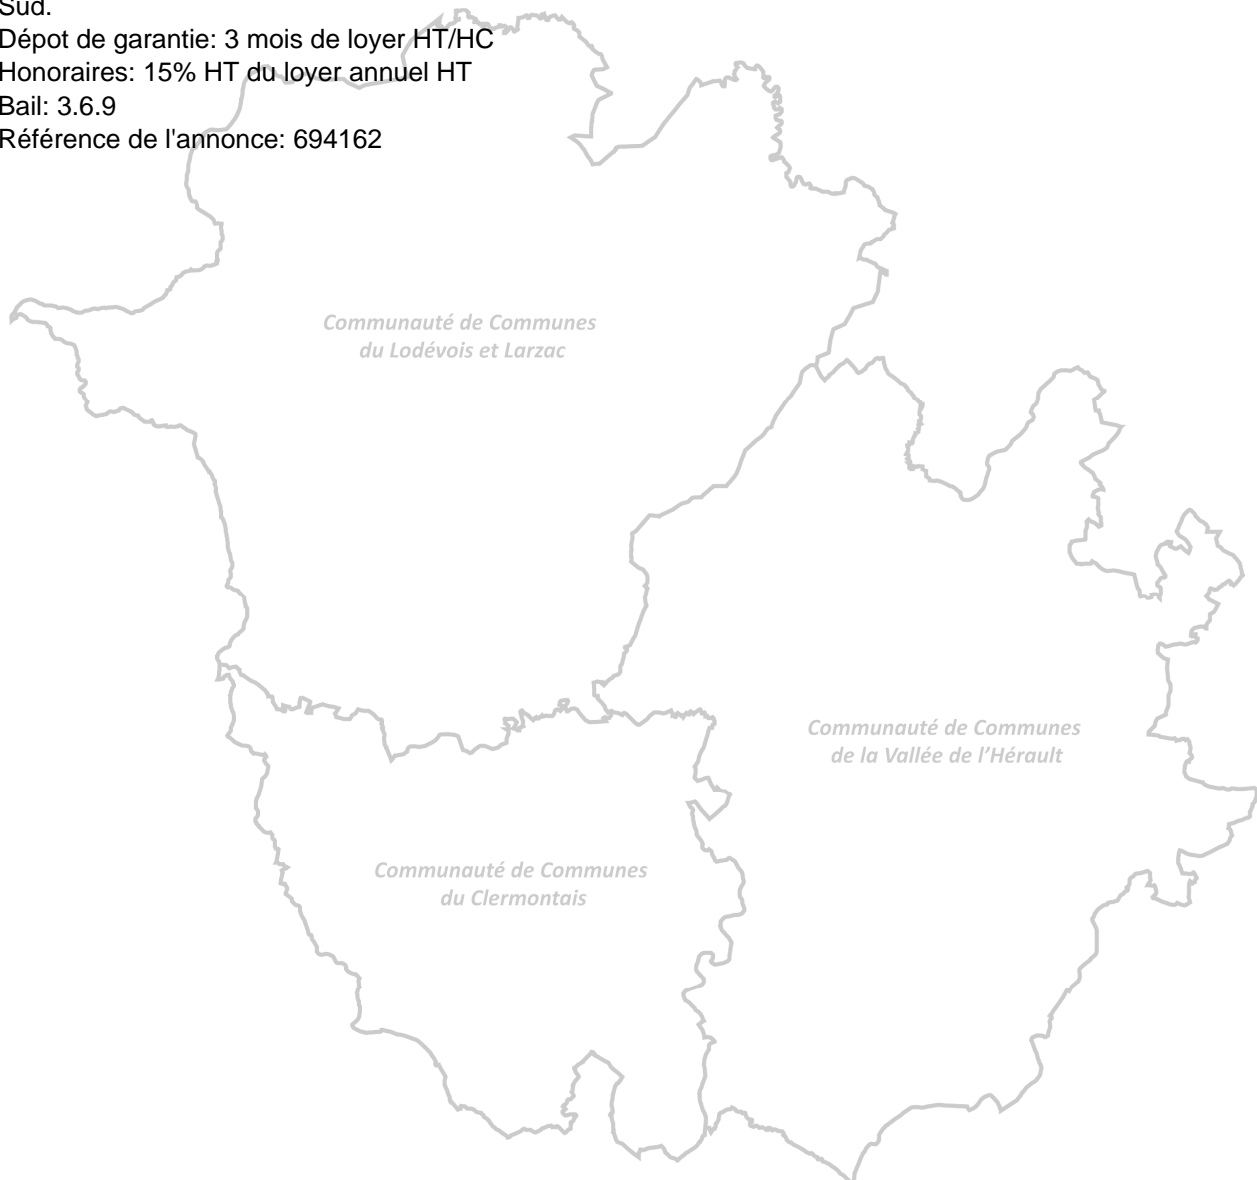 Sud.
Dépot de garantie: 3 mois de loyer HT/HC
Honoraires: 15% HT du loyer annuel HT
Bail: 3.6.9
Référence de l'annonce: 694162
Communauté de Communes
du Lodévois et Larzac
Communauté de Communes
de la Vallée de l’Hérault
Communauté de Communes
du Clermontais